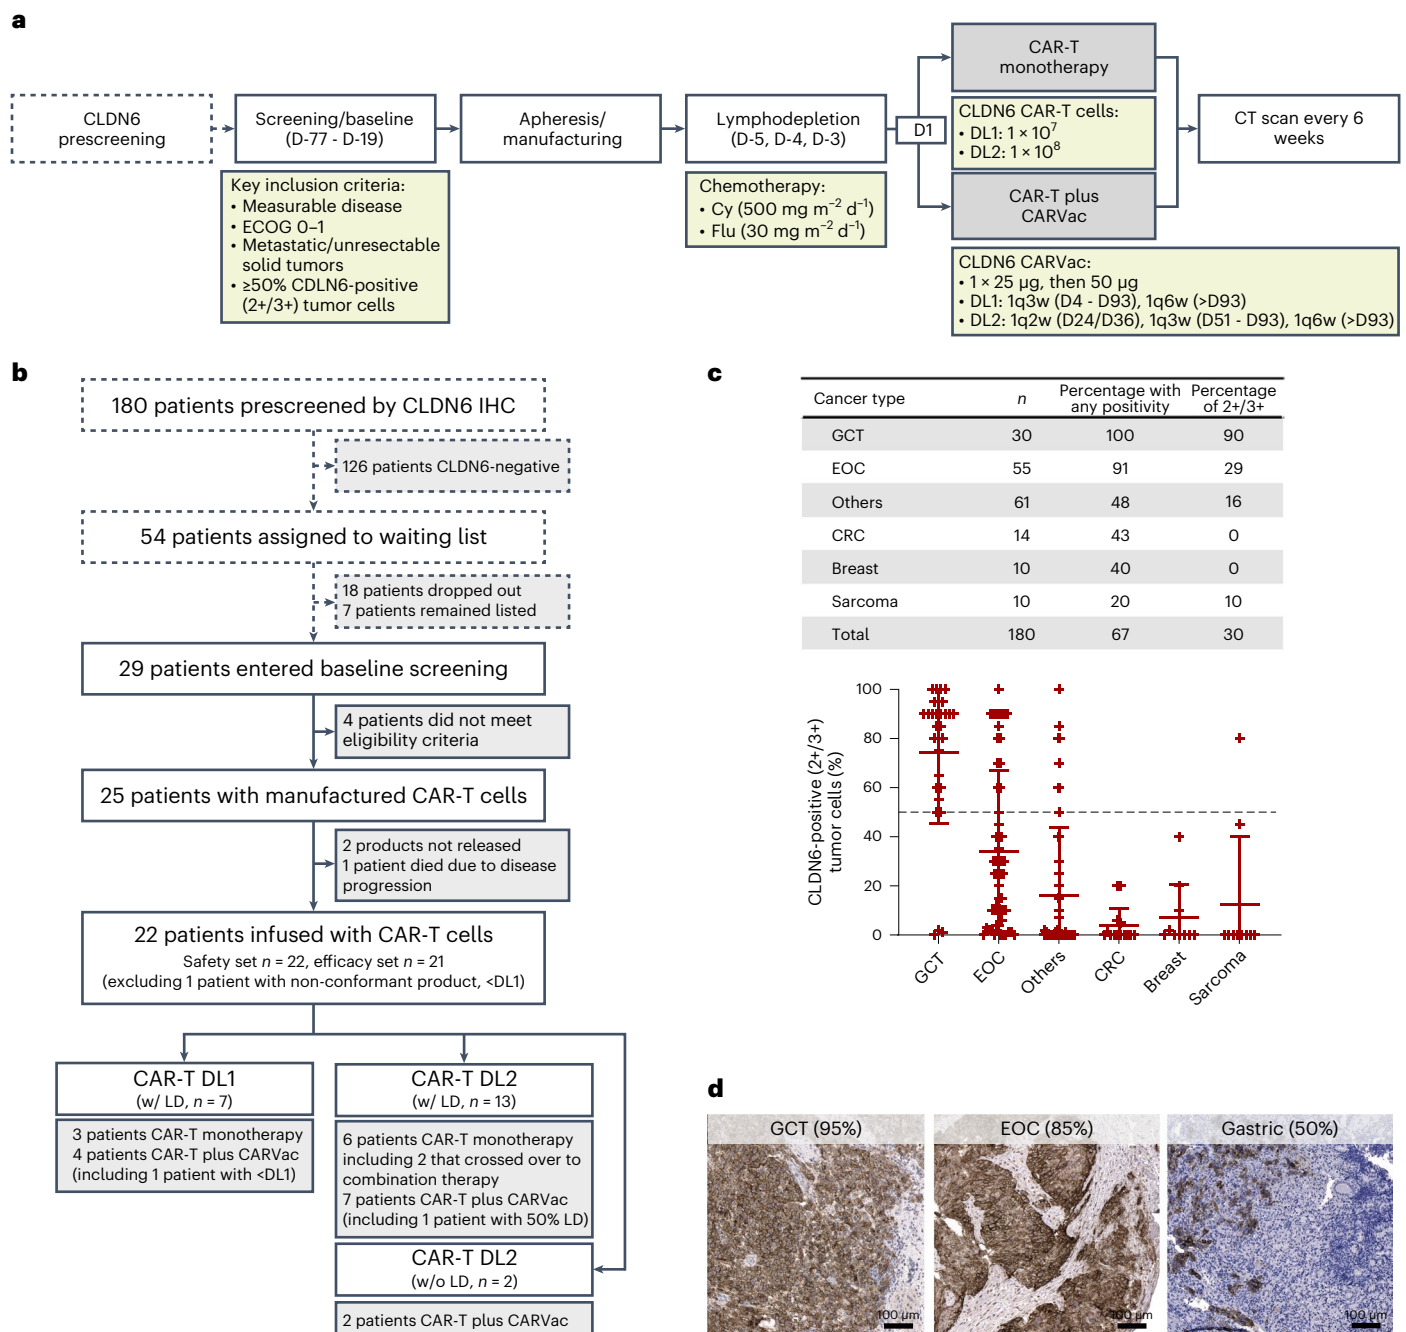 a
CLDN6
prescreening
Screening/baseline
(D-77 - D-19)
Apheresis/
manufacturing
Lymphodepletion
(D-5, D-4, D-3)
D1
CAR-T
monotherapy
CLDN6 CAR-T cells:
• DL1: 1 × 10⁷
• DL2: 1 × 10⁸
CAR-T plus
CARVac
CT scan every 6
weeks
Key inclusion criteria:
• Measurable disease
• ECOG 0–1
• Metastatic/unresectable
solid tumors
• ≥50% CDLN6-positive
(2+/3+) tumor cells
Chemotherapy:
• Cy (500 mg m⁻² d⁻¹)
• Flu (30 mg m⁻² d⁻¹)
CLDN6 CARVac:
• 1 × 25 µg, then 50 µg
• DL1: 1q3w (D4 - D93), 1q6w (>D93)
• DL2: 1q2w (D24/D36), 1q3w (D51 - D93), 1q6w (>D93)
b
180 patients prescreened by CLDN6 IHC
126 patients CLDN6-negative
54 patients assigned to waiting list
18 patients dropped out
7 patients remained listed
29 patients entered baseline screening
4 patients did not meet
eligibility criteria
25 patients with manufactured CAR-T cells
2 products not released
1 patient died due to disease
progression
22 patients infused with CAR-T cells
Safety set n = 22, efficacy set n = 21
(excluding 1 patient with non-conformant product, <DL1)
CAR-T DL1
(w/ LD, n = 7)
3 patients CAR-T monotherapy
4 patients CAR-T plus CARVac
(including 1 patient with <DL1)
CAR-T DL2
(w/ LD, n = 13)
6 patients CAR-T monotherapy
including 2 that crossed over to
combination therapy
7 patients CAR-T plus CARVac
(including 1 patient with 50% LD)
CAR-T DL2
(w/o LD, n = 2)
2 patients CAR-T plus CARVac
c
Cancer type n Percentage with any positivity Percentage of 2+/3+
GCT 30 100 90
EOC 55 91 29
Others 61 48 16
CRC 14 43 0
Breast 10 40 0
Sarcoma 10 20 10
Total 180 67 30
CLDN6-positive (2+/3+)
tumor cells (%)
100
80
60
40
20
0
GCT
EOC
Others
CRC
Breast
Sarcoma
d
GCT (95%)
EOC (85%)
Gastric (50%)
100 µm
100 µm
100 µm